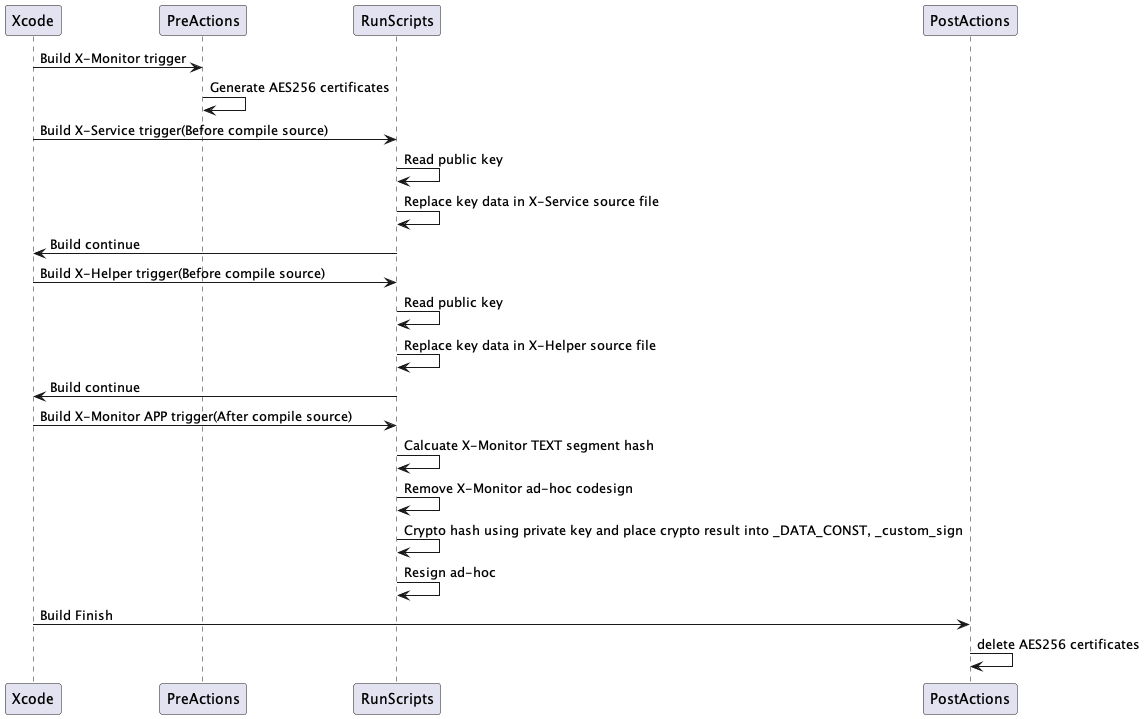 Xcode
PreActions
RunScripts
PostActions
Build X-Monitor trigger
Generate AES256 certificates
Build X-Service trigger(Before compile source)
Read public key
Replace key data in X-Service source file
Build continue
Build X-Helper trigger(Before compile source)
Read public key
Replace key data in X-Helper source file
Build continue
Build X-Monitor APP trigger(After compile source)
Calcuate X-Monitor TEXT segment hash
Remove X-Monitor ad-hoc codesign
Crypto hash using private key and place crypto result into _DATA_CONST, _custom_sign
Resign ad-hoc
Build Finish
delete AES256 certificates
Xcode
PreActions
RunScripts
PostActions